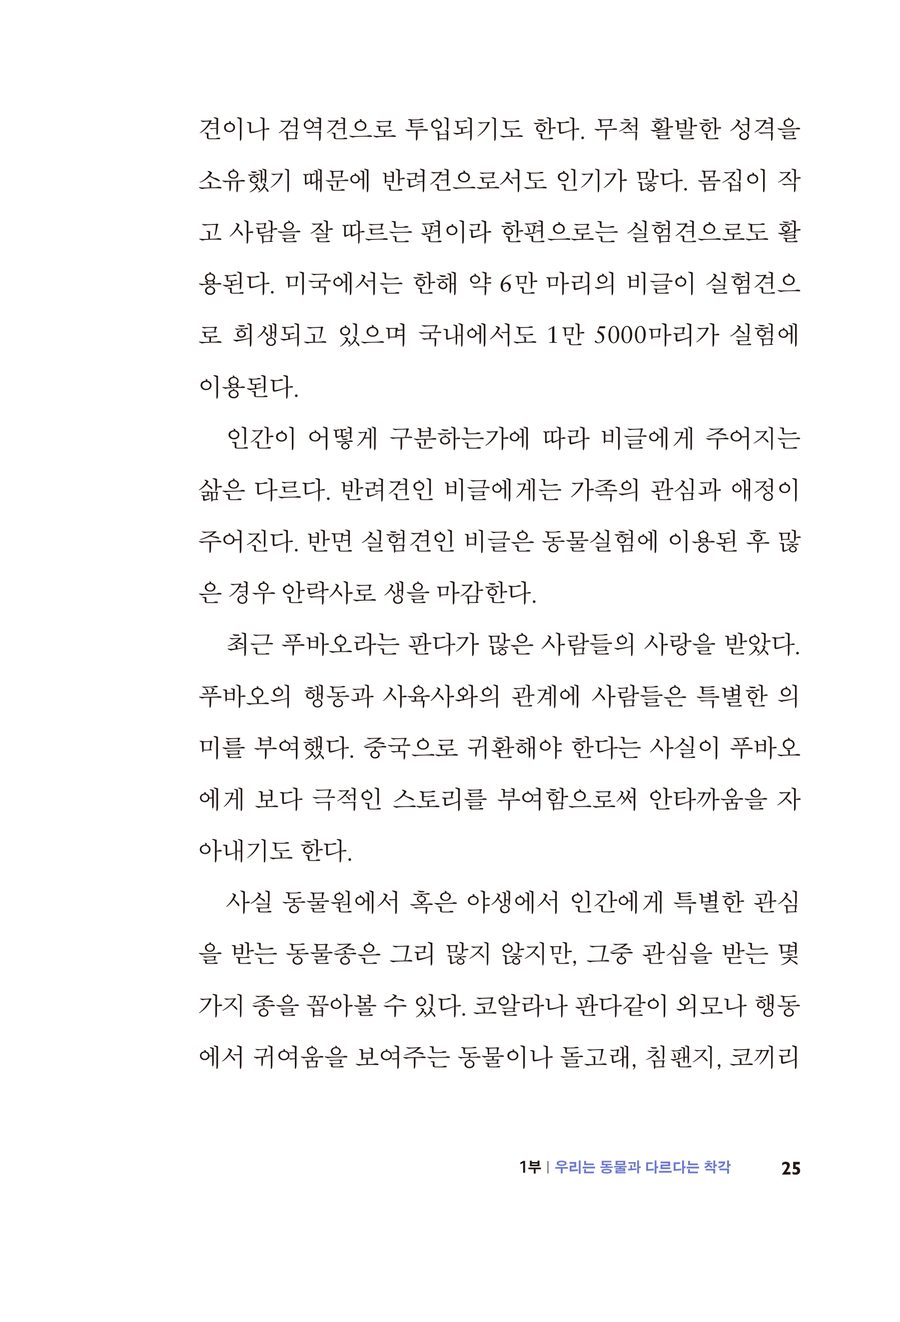 견이나 검역견으로 투입되기도 한다. 무척 활발한 성격을
소유했기 때문에 반려견으로서도 인기가 많다. 몸집이 작
고 사람을 잘 따르는 편이라 한편으로는 실험견으로도 활
용된다. 미국에서는 한해 약 6만 마리의 비글이 실험견으
로 희생되고 있으며 국내에서도 1만 5000마리가 실험에
이용된다.
인간이 어떻게 구분하는가에 따라 비글에게 주어지는
삶은 다르다. 반려견인 비글에게는 가족의 관심과 애정이
주어진다. 반면 실험견인 비글은 동물실험에 이용된 후 많
은 경우 안락사로 생을 마감한다.
최근 푸바오라는 판다가 많은 사람들의 사랑을 받았다.
푸바오의 행동과 사육사와의 관계에 사람들은 특별한 의
미를 부여했다. 중국으로 귀환해야 한다는 사실이 푸바오
에게 보다 극적인 스토리를 부여함으로써 안타까움을 자
아내기도 한다.
사실 동물원에서 혹은 야생에서 인간에게 특별한 관심
을 받는 동물종은 그리 많지 않지만, 그중 관심을 받는 몇
가지 종을 꼽아볼 수 있다. 코알라나 판다같이 외모나 행동
에서 귀여움을 보여주는 동물이나 돌고래, 침팬지, 코끼리
1부 | 우리는 동물과 다르다는 착각 25